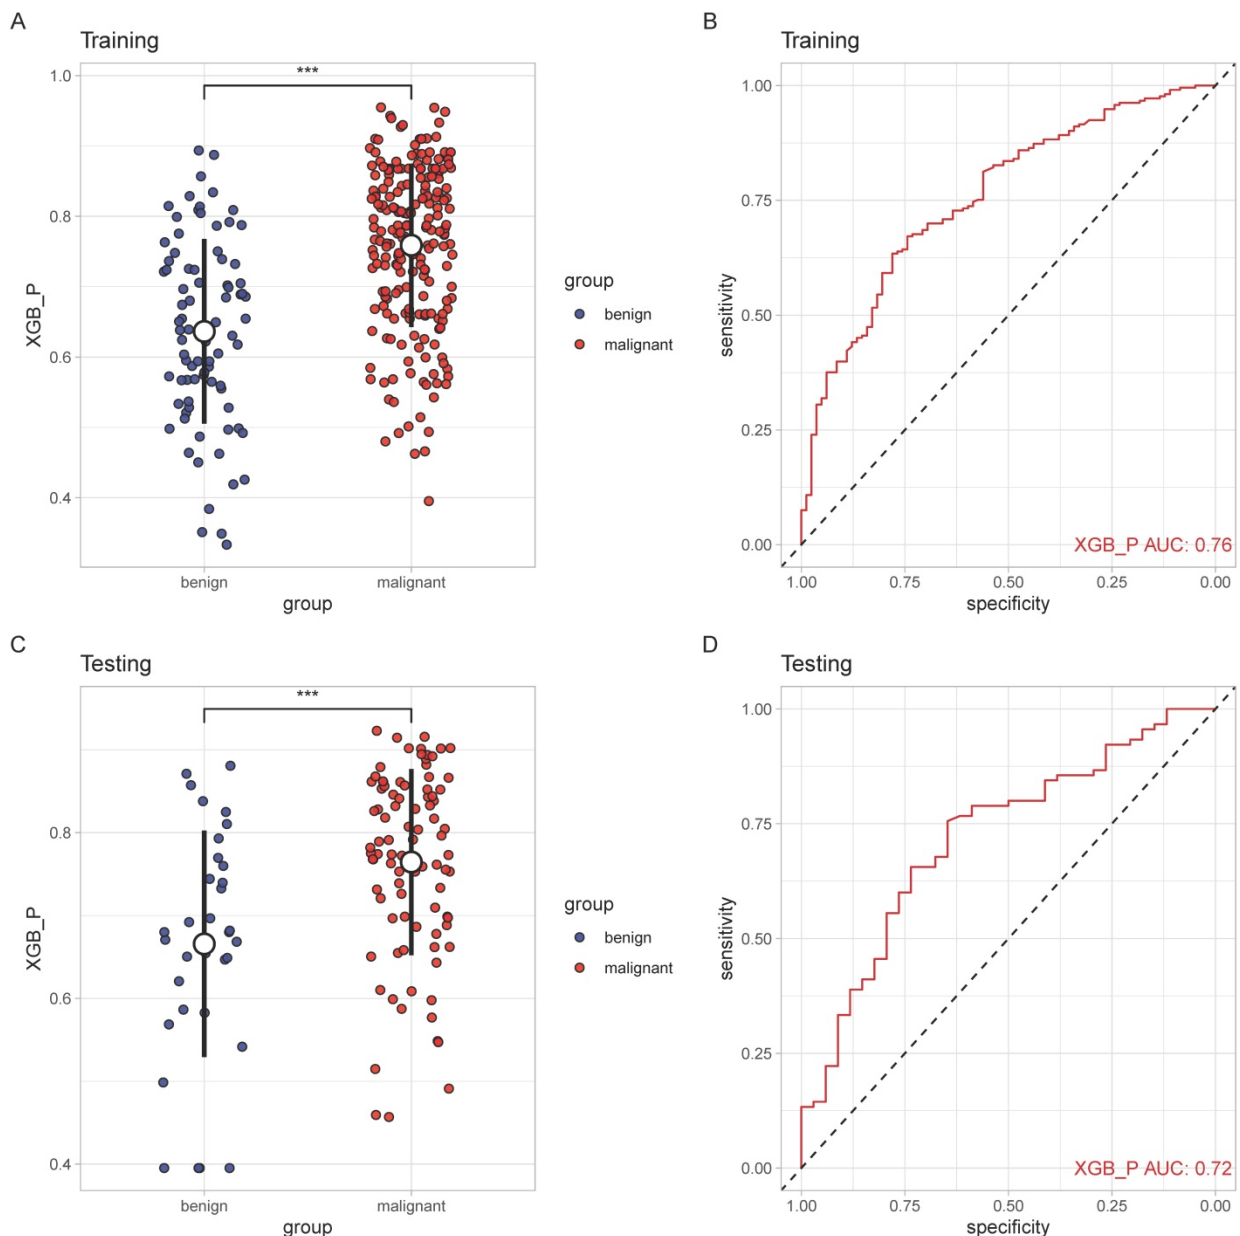 A
Training
***
1.0
0.8
0.6
0.4
XGB_P
benign
malignant
group
group
benign
malignant
B
Training
1.00
0.75
0.50
0.25
0.00
sensitivity
XGB_P AUC: 0.76
1.00
0.75
0.50
0.25
0.00
specificity
C
Testing
***
0.8
0.6
0.4
XGB_P
benign
malignant
group
group
benign
malignant
D
Testing
1.00
0.75
0.50
0.25
0.00
sensitivity
XGB_P AUC: 0.72
1.00
0.75
0.50
0.25
0.00
specificity